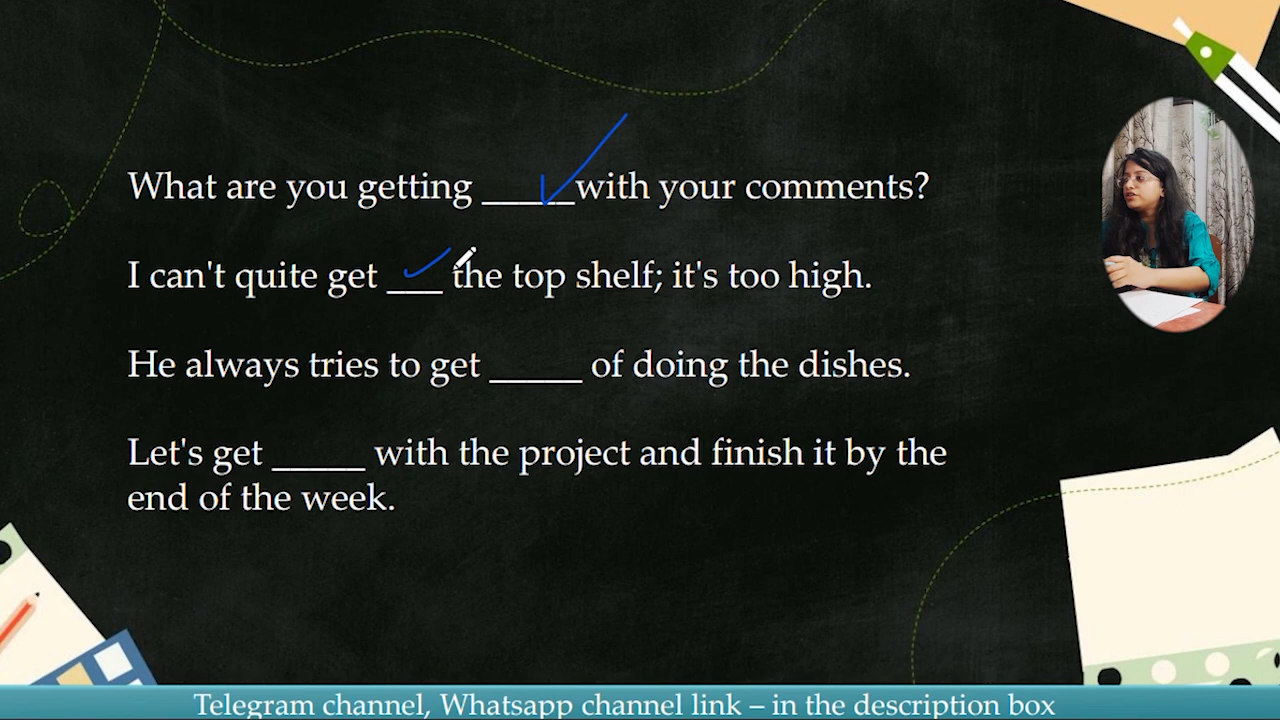 What are you getting _____with your comments?
I can't quite get ___ the top shelf; it's too high.
He always tries to get _____ of doing the dishes.
Let's get _____ with the project and finish it by the
end of the week.
Telegram channel, Whatsapp channel link – in the description box